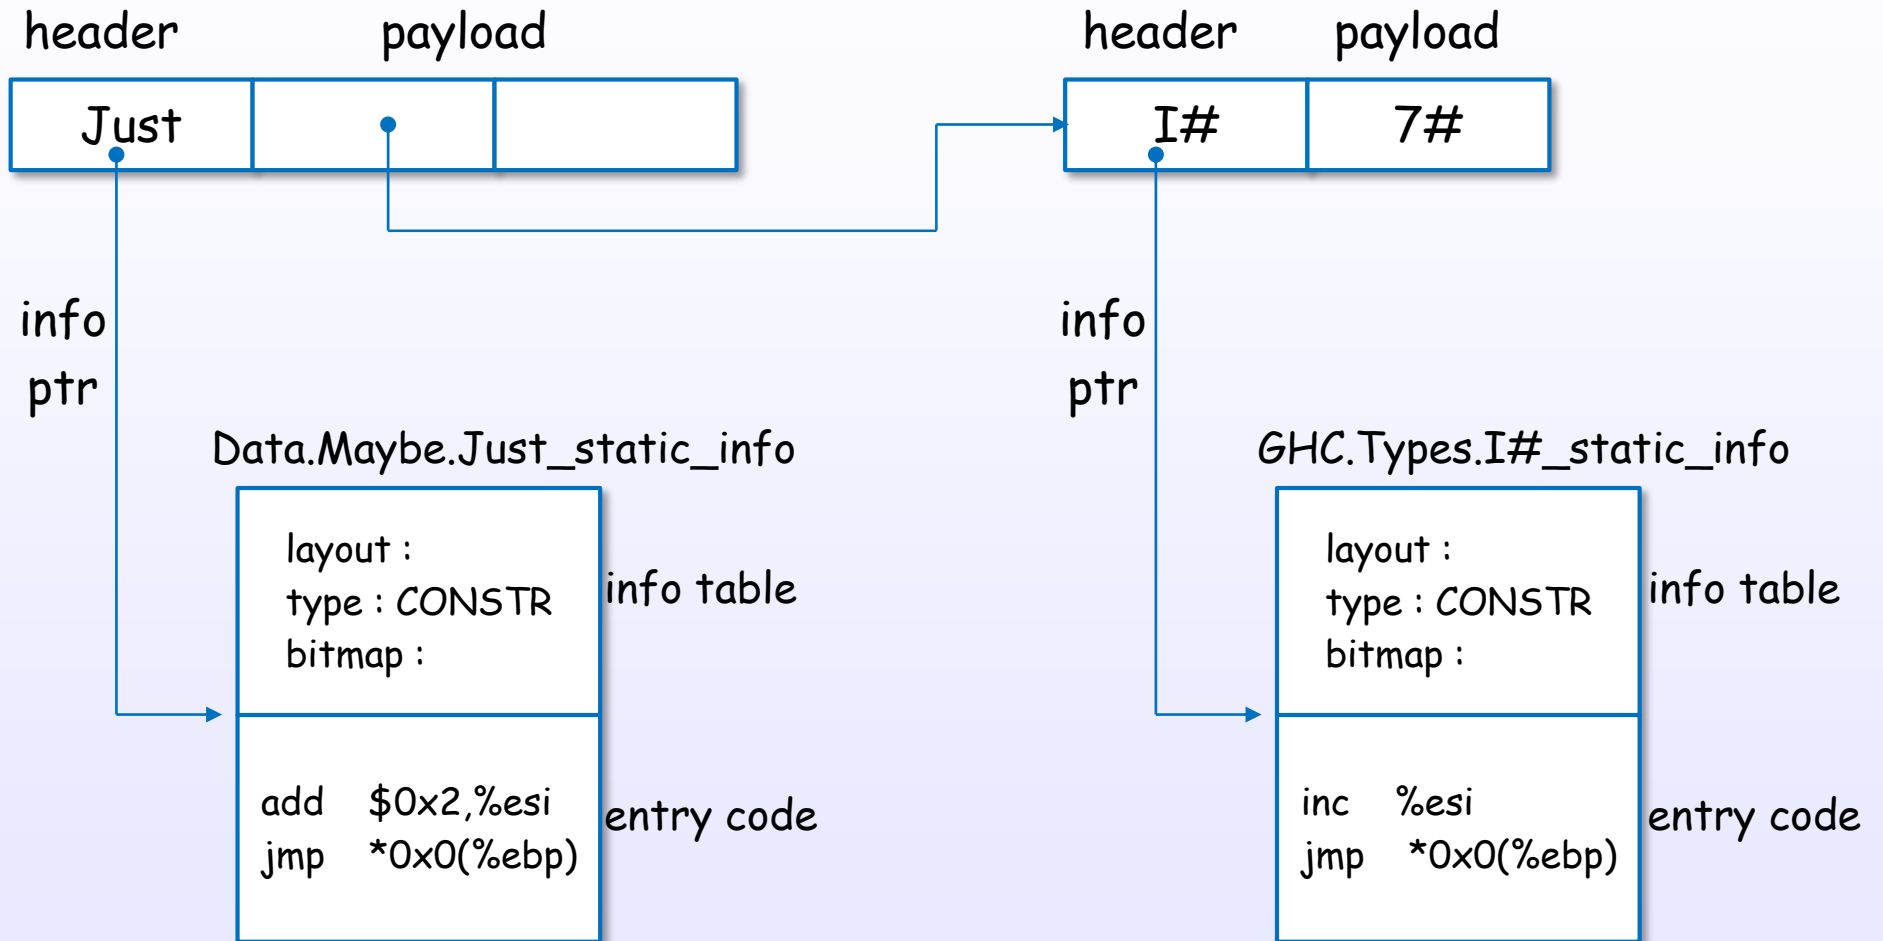 header payload
Just
info
ptr
Data.Maybe.Just_static_info
layout :
type : CONSTR
bitmap :
info table
add $0x2,%esi
jmp *0x0(%ebp)
entry code
header payload
I# 7#
info
ptr
GHC.Types.I#_static_info
layout :
type : CONSTR
bitmap :
info table
inc %esi
jmp *0x0(%ebp)
entry code